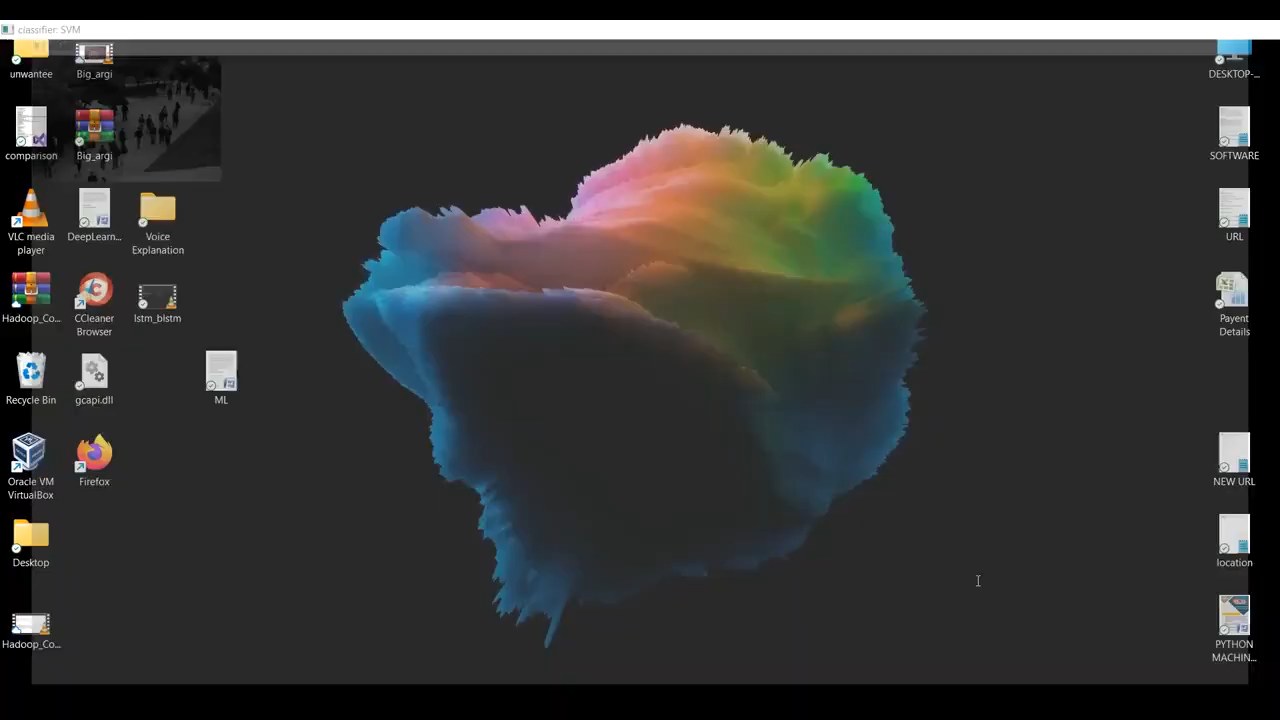 classifier: SVM
unwantee
Big_argi
DESKTOP-...
comparison
Big_argi
SOFTWARE
VLC media
player
DeepLearn...
Voice
Explanation
URL
Hadoop_Co...
CCleaner
Browser
lstm_blstm
Payent
Details
Recycle Bin
gcapi.dll
ML
Oracle VM
VirtualBox
Firefox
NEW URL
Desktop
location
Hadoop_Co...
PYTHON
MACHIN...